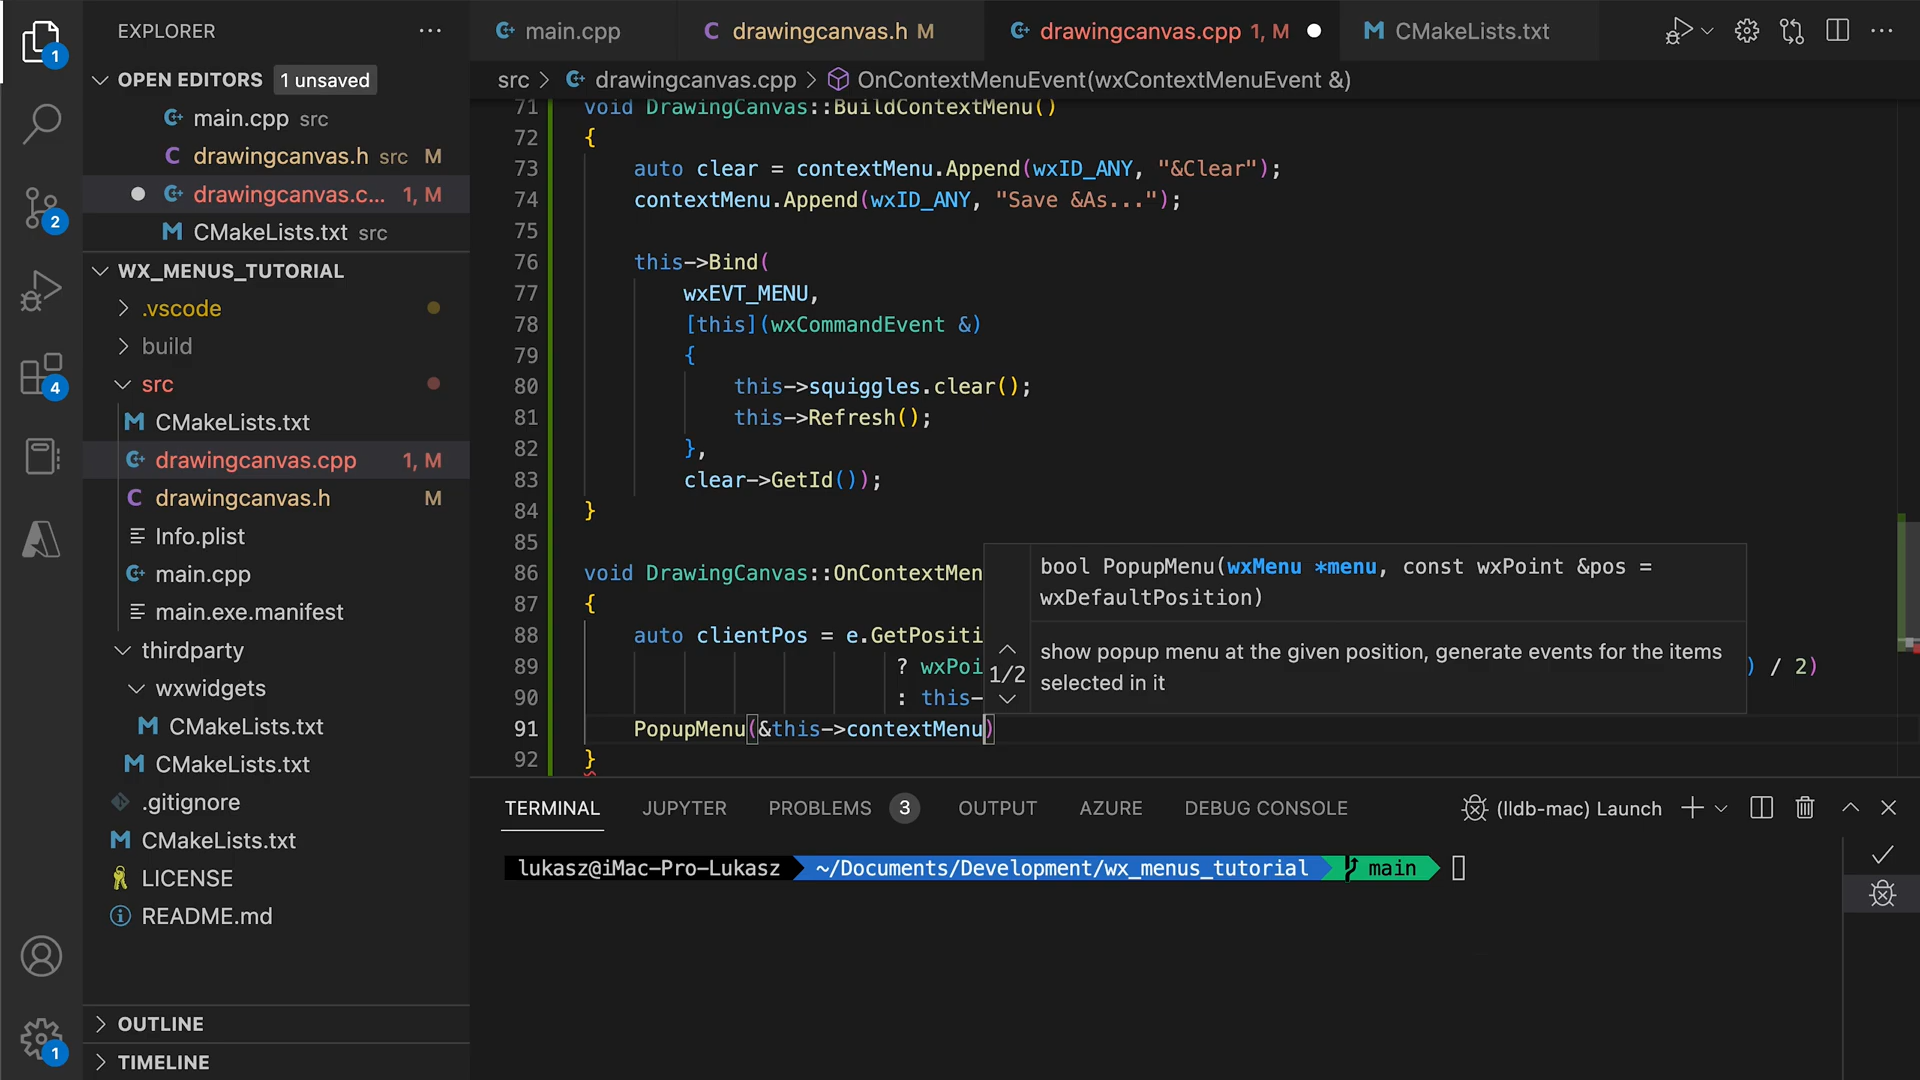 EXPLORER
OPEN EDITORS 1 unsaved
main.cpp src
drawingcanvas.h src M
drawingcanvas.c... 1, M
CMakeLists.txt src
WX_MENUS_TUTORIAL
.vscode
build
src
CMakeLists.txt
drawingcanvas.cpp 1, M
drawingcanvas.h M
Info.plist
main.cpp
main.exe.manifest
thirdparty
wxwidgets
CMakeLists.txt
CMakeLists.txt
.gitignore
CMakeLists.txt
LICENSE
README.md
OUTLINE
TIMELINE
1
2
4
1
main.cpp
drawingcanvas.h M
drawingcanvas.cpp 1, M
CMakeLists.txt
src > drawingcanvas.cpp > OnContextMenuEvent(wxContextMenuEvent &)
71 void DrawingCanvas::BuildContextMenu()
72 {
73 auto clear = contextMenu.Append(wxID_ANY, "&Clear");
74 contextMenu.Append(wxID_ANY, "Save &As...");
75
76 this->Bind(
77 wxEVT_MENU,
78 [this](wxCommandEvent &)
79 {
80 this->squiggles.clear();
81 this->Refresh();
82 },
83 clear->GetId());
84 }
85
86 void DrawingCanvas::OnContextMen
87 {
88 auto clientPos = e.GetPositi
89 ? wxPoi ) / 2)
90 : this-
91 PopupMenu(&this->contextMenu)
92 }
1/2
bool PopupMenu(wxMenu *menu, const wxPoint &pos =
wxDefaultPosition)
show popup menu at the given position, generate events for the items
selected in it
TERMINAL JUPYTER PROBLEMS 3 OUTPUT AZURE DEBUG CONSOLE (lldb-mac) Launch
lukasz@iMac-Pro-Lukasz ~/Documents/Development/wx_menus_tutorial main